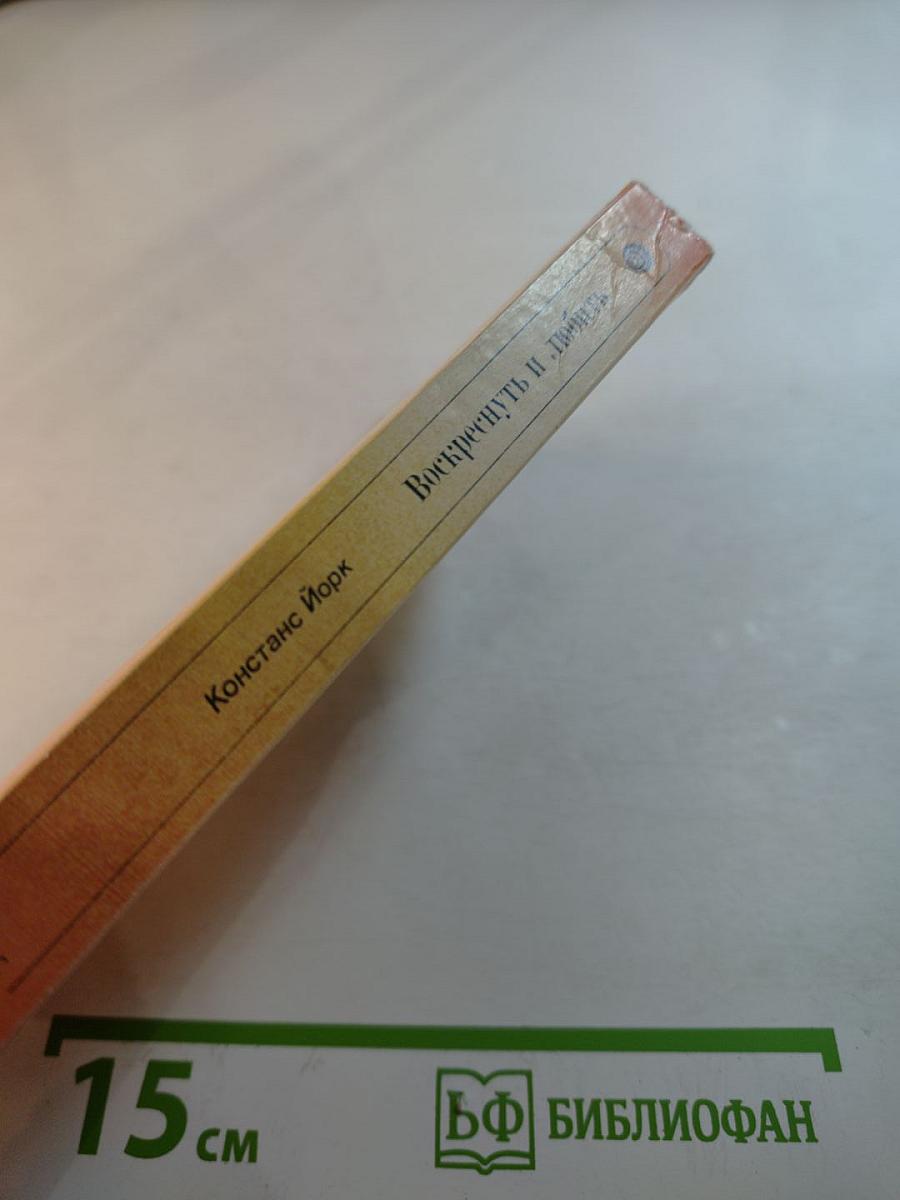 Констанс Йорк
Воскреснуть и любить
15 см
БФ БИБЛИОФАН